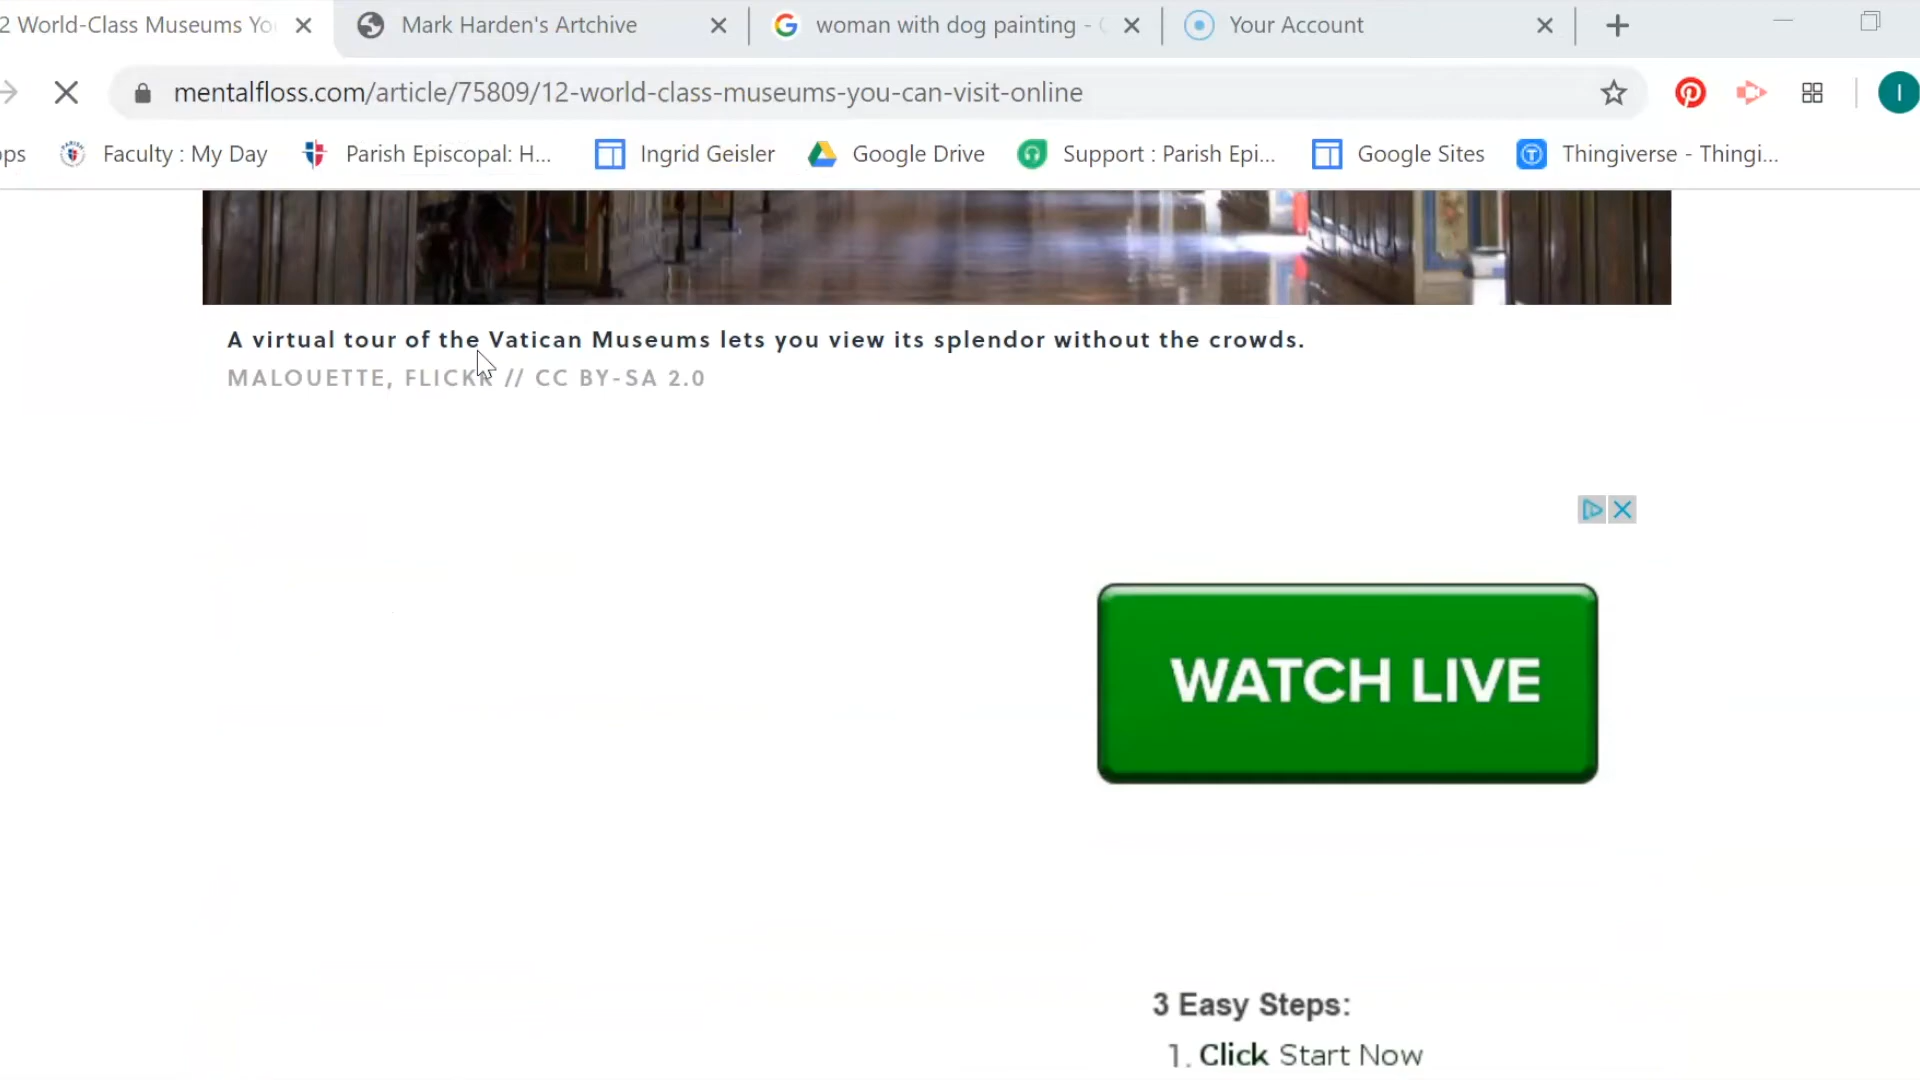 2 World-Class Museums Yo
Mark Harden's Artchive
woman with dog painting -
Your Account
mentalfloss.com/article/75809/12-world-class-museums-you-can-visit-online
I
ps
Faculty : My Day
Parish Episcopal: H...
Ingrid Geisler
Google Drive
Support : Parish Epi...
Google Sites
Thingiverse - Thingi...
A virtual tour of the Vatican Museums lets you view its splendor without the crowds.
MALOUETTE, FLICKR // CC BY-SA 2.0
WATCH LIVE
3 Easy Steps:
1. Click Start Now